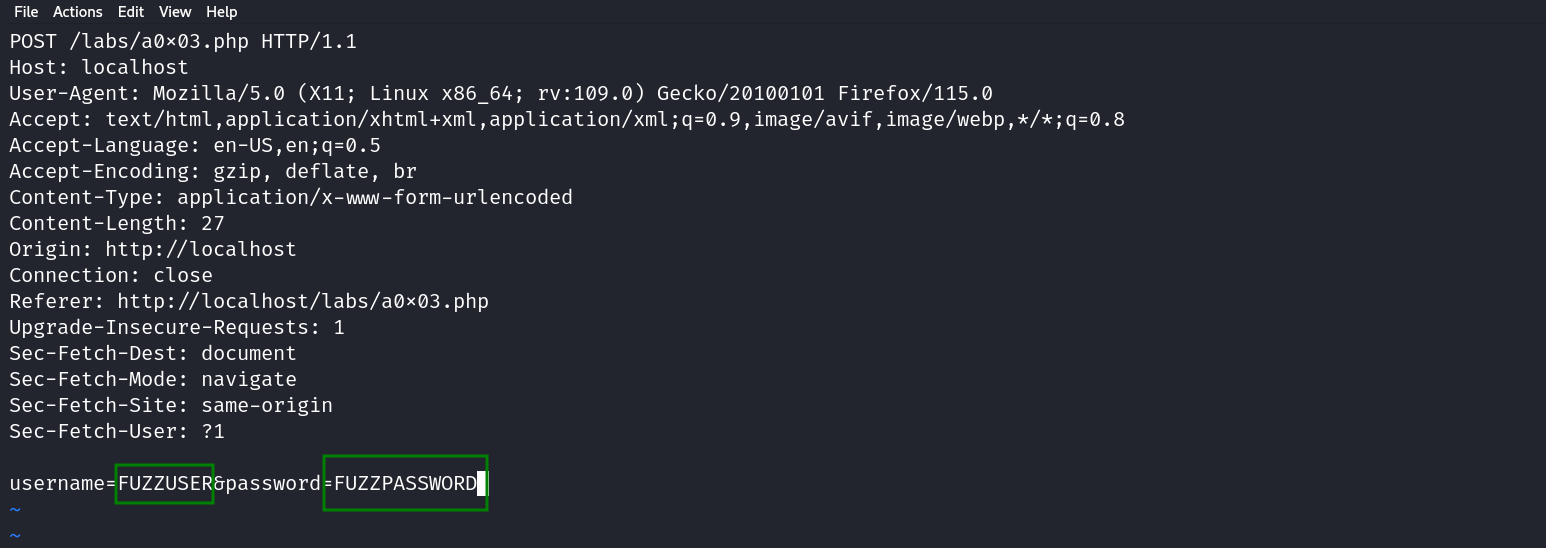 File Actions Edit View Help
POST /labs/a0×03.php HTTP/1.1
Host: localhost
User-Agent: Mozilla/5.0 (X11; Linux x86_64; rv:109.0) Gecko/20100101 Firefox/115.0
Accept: text/html,application/xhtml+xml,application/xml;q=0.9,image/avif,image/webp,*/*;q=0.8
Accept-Language: en-US,en;q=0.5
Accept-Encoding: gzip, deflate, br
Content-Type: application/x-www-form-urlencoded
Content-Length: 27
Origin: http://localhost
Connection: close
Referer: http://localhost/labs/a0×03.php
Upgrade-Insecure-Requests: 1
Sec-Fetch-Dest: document
Sec-Fetch-Mode: navigate
Sec-Fetch-Site: same-origin
Sec-Fetch-User: ?1
username=FUZZUSER&password=FUZZPASSWORD
~
~